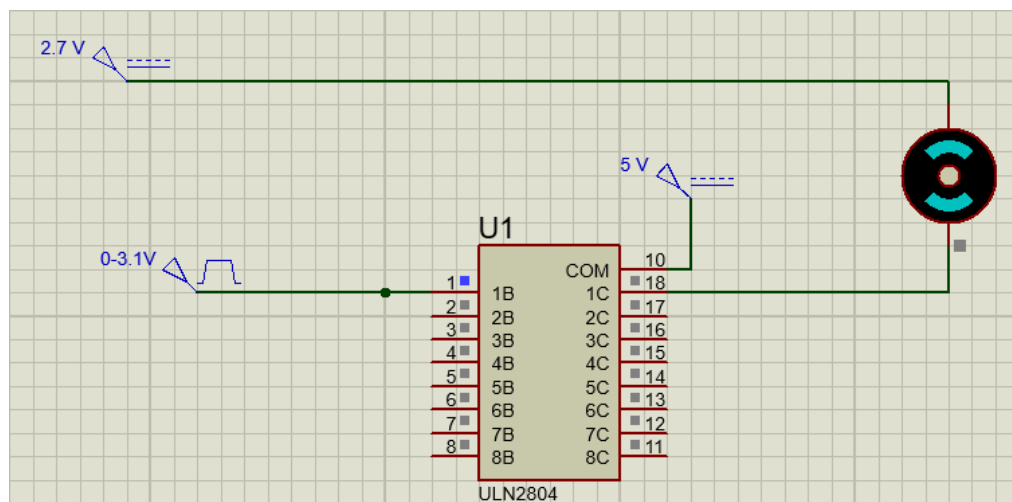 2.7 V
5 V
U1
0-3.1V
COM 10
1 1B 1C 18
2 2B 2C 17
3 3B 3C 16
4 4B 4C 15
5 5B 5C 14
6 6B 6C 13
7 7B 7C 12
8 8B 8C 11
ULN2804